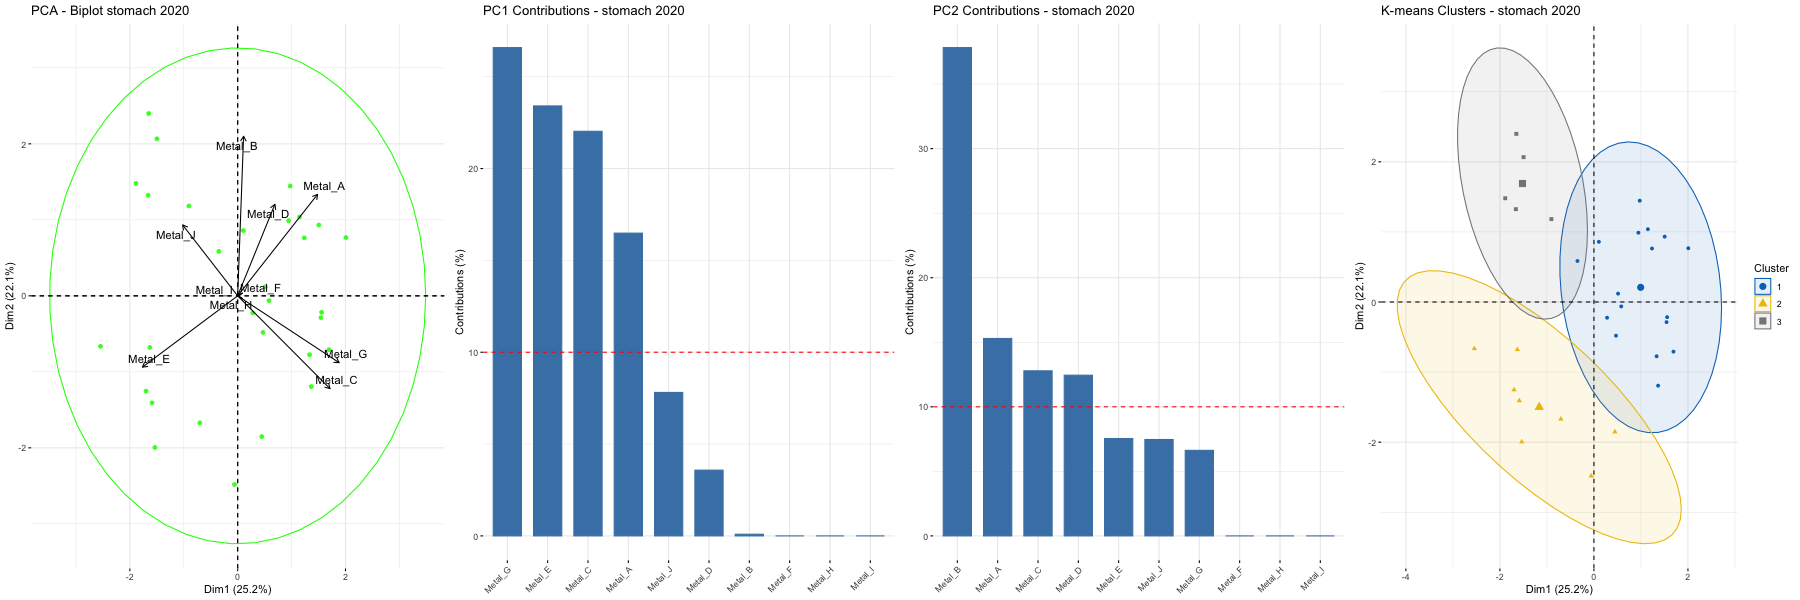 PCA - Biplot stomach 2020
Dim2 (22.1%)
2
0
-2
Metal_B
Metal_A
Metal_D
Metal_J
Metal_I
Metal_F
Metal_H
Metal_E
Metal_G
Metal_C
-2
0
2
Dim1 (25.2%)
PC1 Contributions - stomach 2020
Contributions (%)
20
10
0
Metal_G
Metal_E
Metal_C
Metal_A
Metal_J
Metal_D
Metal_B
Metal_F
Metal_H
Metal_I
PC2 Contributions - stomach 2020
Contributions (%)
30
20
10
0
Metal_B
Metal_A
Metal_C
Metal_D
Metal_E
Metal_J
Metal_G
Metal_F
Metal_H
Metal_I
K-means Clusters - stomach 2020
Dim2 (22.1%)
2
0
-2
-4
-2
0
2
Dim1 (25.2%)
Cluster
1
2
3